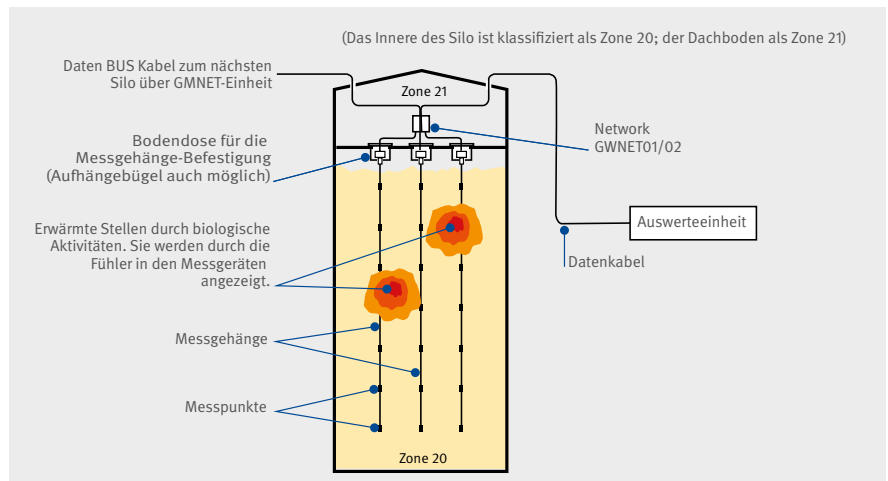 (Das Innere des Silo ist klassifiziert als Zone 20; der Dachboden als Zone 21)
Daten BUS Kabel zum nächsten
Silo über GMNET-Einheit
Zone 21
Network
GWNET01/02
Bodendose für die
Messgehänge-Befestigung
(Aufhängebügel auch möglich)
Auswerteeinheit
Erwärmte Stellen durch biologische
Aktivitäten. Sie werden durch die
Fühler in den Messgeräten
angezeigt.
Datenkabel
Messgehänge
Messpunkte
Zone 20